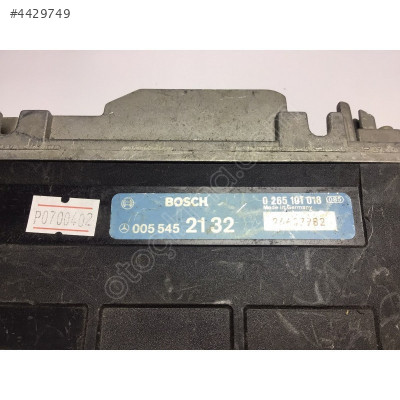 #4429749
BOSCH
0 265 101 018
Made in Germany
005 545 21 32
P0700402